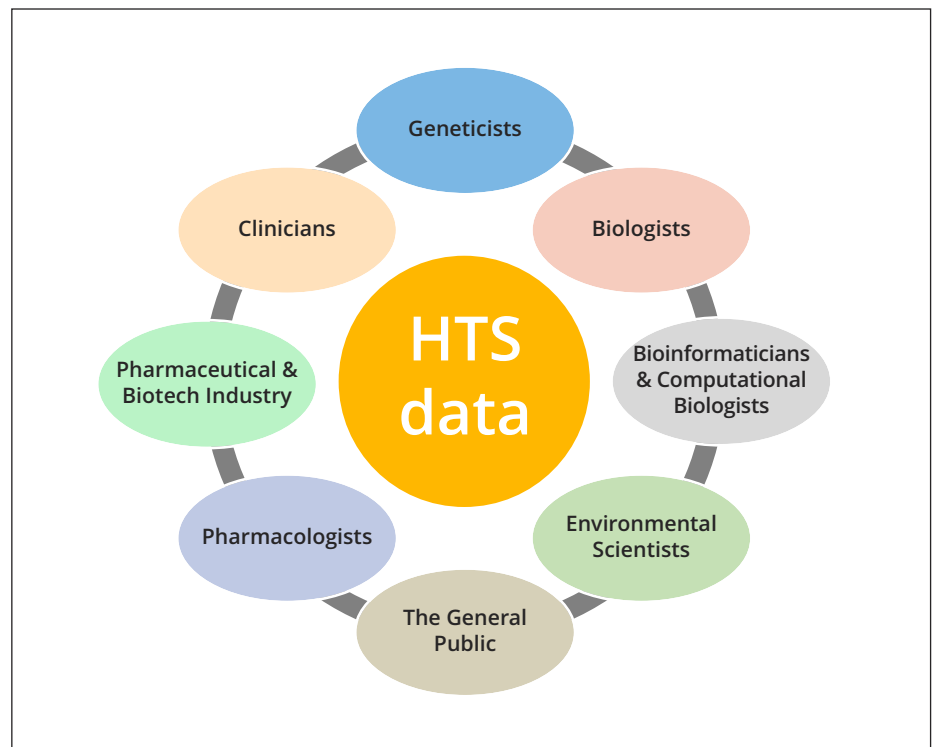 Geneticists
Clinicians
Biologists
HTS
data
Pharmaceutical &
Biotech Industry
Bioinformaticians
& Computational
Biologists
Pharmacologists
Environmental
Scientists
The General
Public